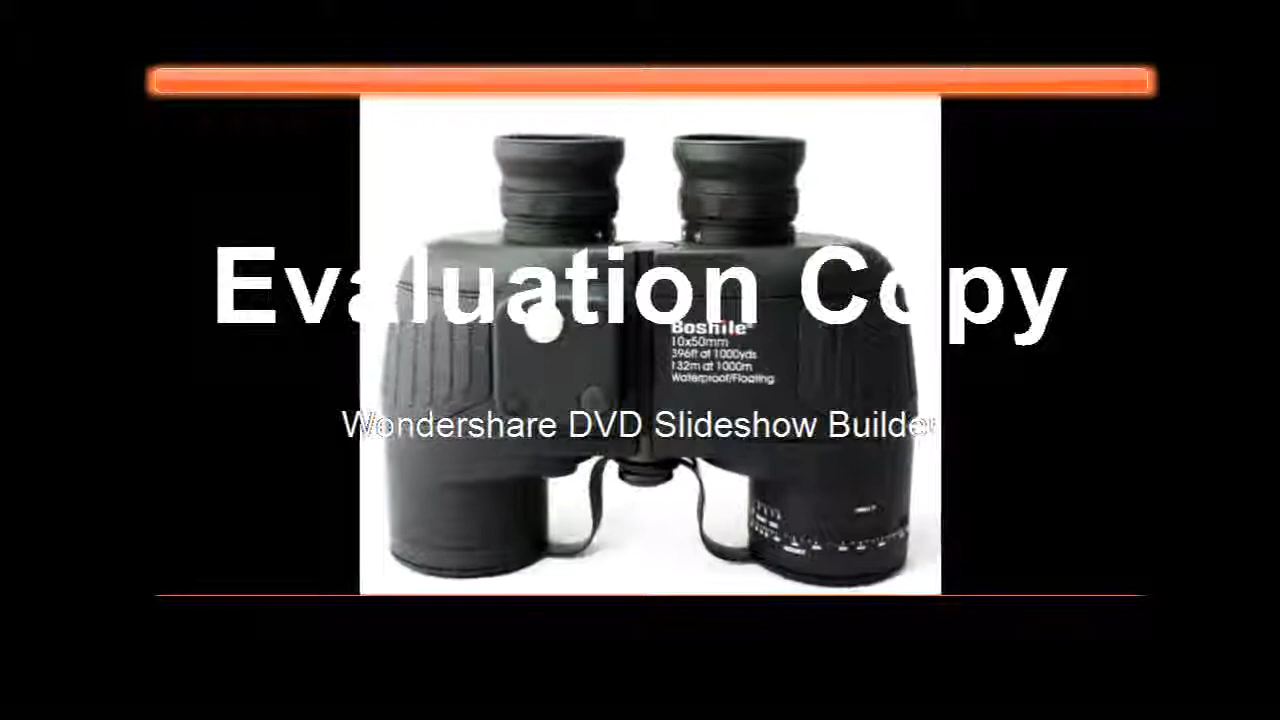 Evaluation Copy
Boshile
10x50mm
396ft at 1000yds
132m at 1000m
Waterproof/Floating
Wondershare DVD Slideshow Builder